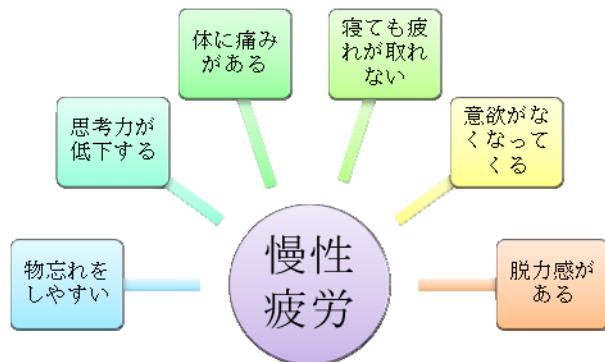 体に痛み
がある
寝ても疲
れが取れ
ない
思考力が
低下する
意欲がな
くなって
くる
物忘れを
しやすい
慢性
疲労
脱力感が
ある